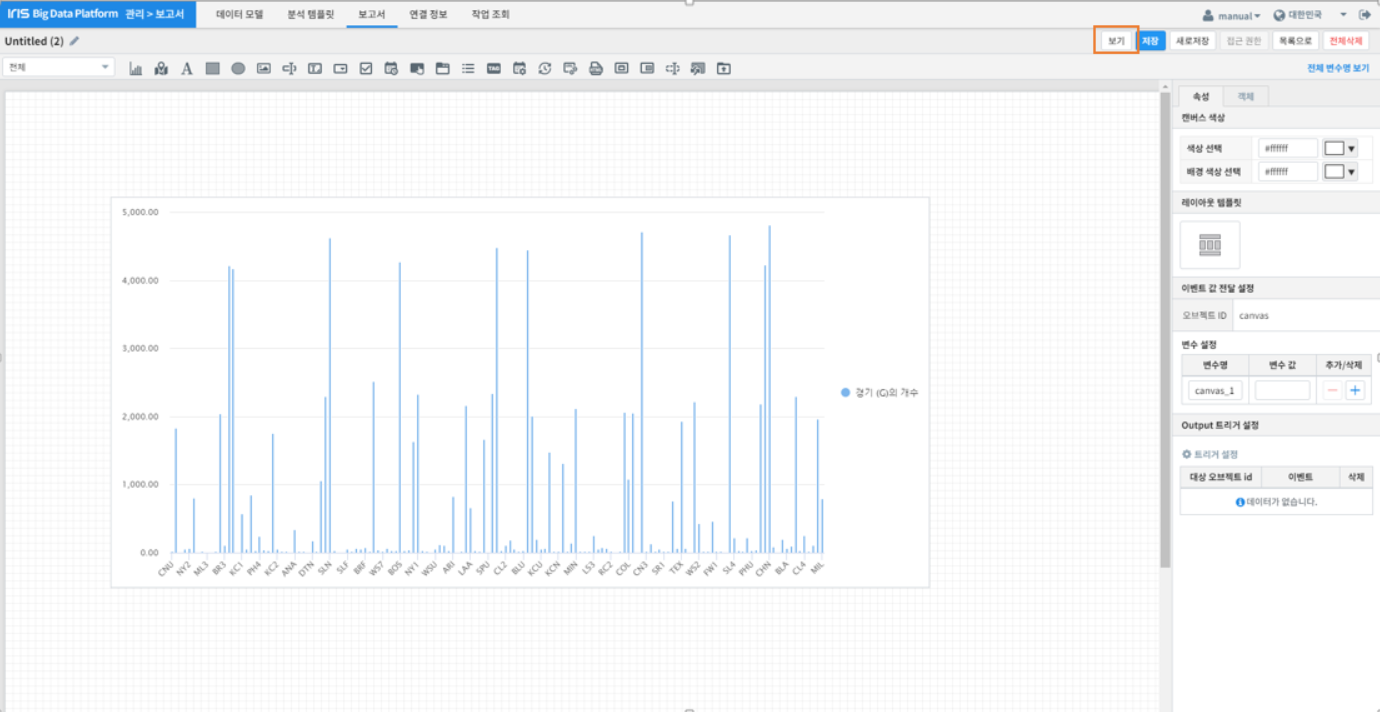 IRIS Big Data Platform 관리 > 보고서 데이터 모델 분석 템플릿 보고서 연결 정보 작업 조회 manual 대한민국
Untitled (2) 보기 저장 새로저장 접근 권한 목록으로 전체삭제
전체 A T TAG 전체 변수명 보기
속성 객체
캔버스 색상
색상 선택 #ffffff
배경 색상 선택 #ffffff
레이아웃 템플릿
이벤트 값 전달 설정
오브젝트 ID canvas
변수 설정
변수명 변수 값 추가/삭제
canvas_1
Output 트리거 설정
트리거 설정
대상 오브젝트 id 이벤트 삭제
데이터가 없습니다.
5,000.00
4,000.00
3,000.00
2,000.00
1,000.00
0.00
경기 (G)의 개수
CNU NY2 ML3 BR3 KC1 PH4 KC2 ANA DTN SLN SLF BRF WS7 BOS NY1 WSU ARI LAA SPU CL2 BLU KCU KCN MIN LS3 RC2 COL CN3 SR1 TEX WS2 FW1 SL4 PHU CHN BLA CL4 MIL